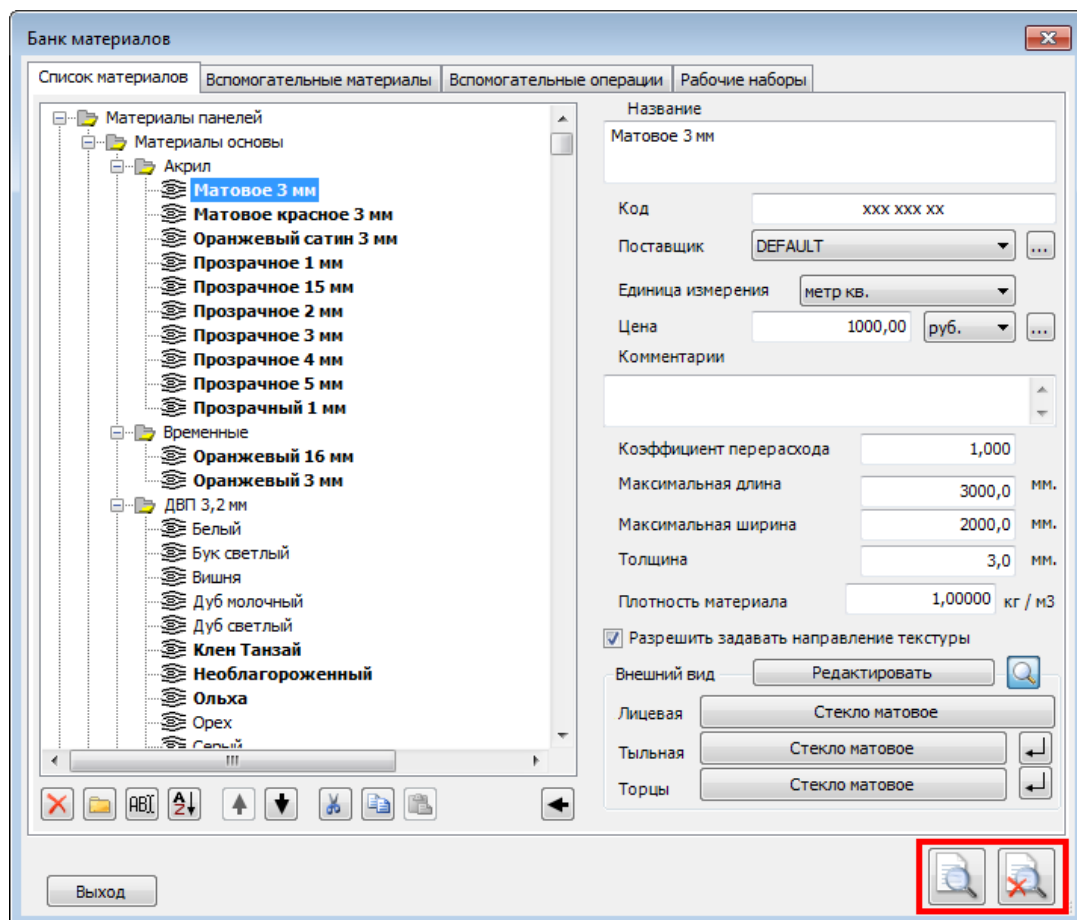 Банк материалов
Список материалов
Вспомогательные материалы
Вспомогательные операции
Рабочие наборы
Материалы панелей
Материалы основы
Акрил
Матовое 3 мм
Матовое красное 3 мм
Оранжевый сатин 3 мм
Прозрачное 1 мм
Прозрачное 15 мм
Прозрачное 2 мм
Прозрачное 3 мм
Прозрачное 4 мм
Прозрачное 5 мм
Прозрачный 1 мм
Временные
Оранжевый 16 мм
Оранжевый 3 мм
ДВП 3,2 мм
Белый
Бук светлый
Вишня
Дуб молочный
Дуб светлый
Клен Танзай
Необлагороженный
Ольха
Орех
Серый
Название
Матовое 3 мм
Код xxx xxx xx
Поставщик DEFAULT ...
Единица измерения метр кв.
Цена 1000,00 руб. ...
Комментарии
Коэффициент перерасхода 1,000
Максимальная длина 3000,0 мм.
Максимальная ширина 2000,0 мм.
Толщина 3,0 мм.
Плотность материала 1,00000 кг / м3
Разрешить задавать направление текстуры
Внешний вид Редактировать
Лицевая Стекло матовое
Тыльная Стекло матовое
Торцы Стекло матовое
ABI
A Z
Выход